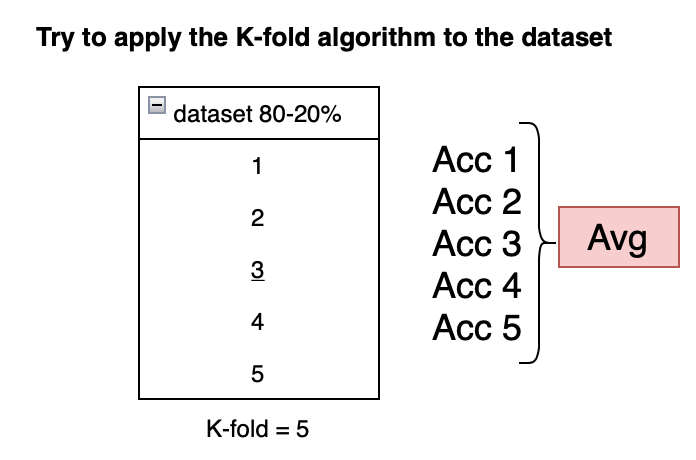 Try to apply the K-fold algorithm to the dataset
dataset 80-20%
1
2
3
4
5
K-fold = 5
Acc 1
Acc 2
Acc 3
Acc 4
Acc 5
Avg